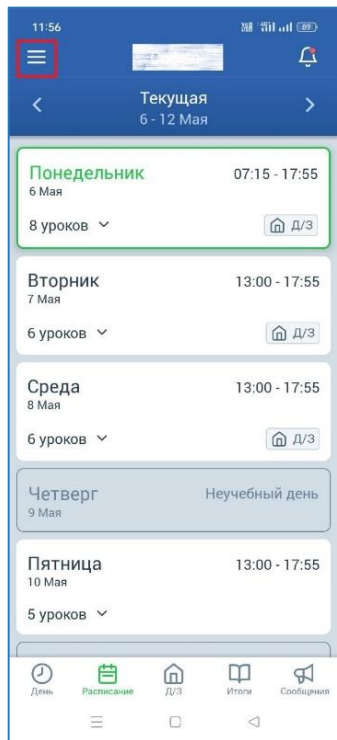 11:56
Текущая
6 - 12 Мая
Понедельник 07:15 - 17:55
6 Мая
8 уроков Д/З
Вторник 13:00 - 17:55
7 Мая
6 уроков Д/З
Среда 13:00 - 17:55
8 Мая
6 уроков Д/З
Четверг Неучебный день
9 Мая
Пятница 13:00 - 17:55
10 Мая
5 уроков
День Расписание Д/З Итоги Сообщения